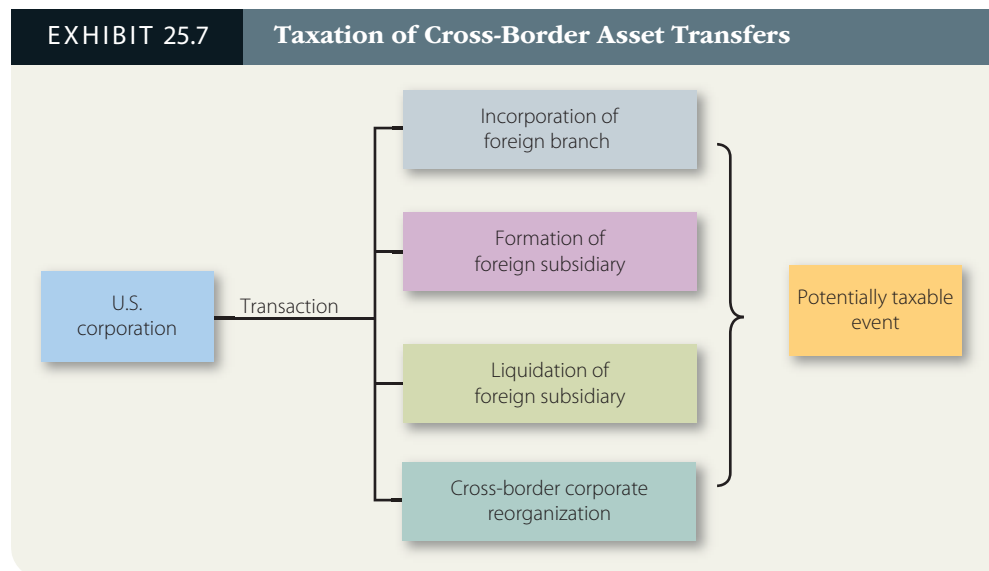 EXHIBIT 25.7
Taxation of Cross-Border Asset Transfers
Incorporation of
foreign branch
Formation of
foreign subsidiary
U.S.
corporation
Transaction
Potentially taxable
event
Liquidation of
foreign subsidiary
Cross-border corporate
reorganization